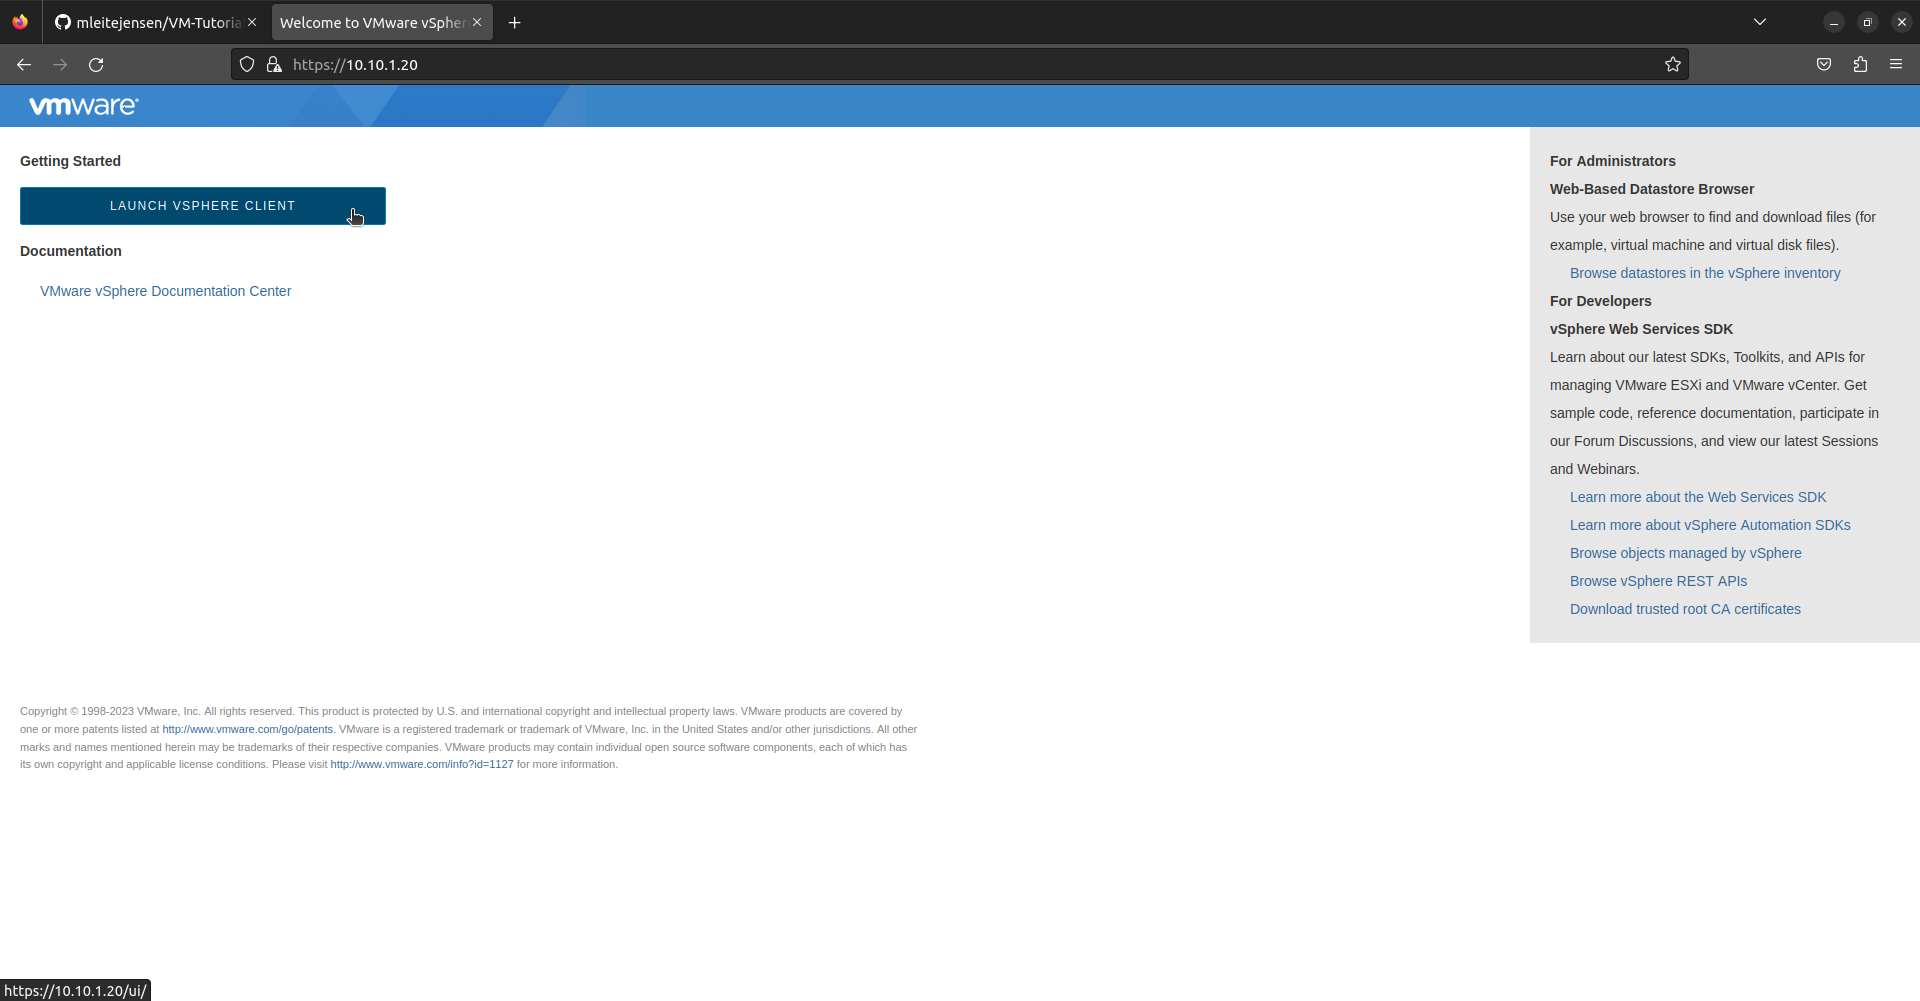 mleitejensen/VM-Tutoria
Welcome to VMware vSpher
https://10.10.1.20
vmware
Getting Started
LAUNCH VSPHERE CLIENT
Documentation
VMware vSphere Documentation Center
For Administrators
Web-Based Datastore Browser
Use your web browser to find and download files (for
example, virtual machine and virtual disk files).
Browse datastores in the vSphere inventory
For Developers
vSphere Web Services SDK
Learn about our latest SDKs, Toolkits, and APIs for
managing VMware ESXi and VMware vCenter. Get
sample code, reference documentation, participate in
our Forum Discussions, and view our latest Sessions
and Webinars.
Learn more about the Web Services SDK
Learn more about vSphere Automation SDKs
Browse objects managed by vSphere
Browse vSphere REST APIs
Download trusted root CA certificates
Copyright © 1998-2023 VMware, Inc. All rights reserved. This product is protected by U.S. and international copyright and intellectual property laws. VMware products are covered by
one or more patents listed at http://www.vmware.com/go/patents. VMware is a registered trademark or trademark of VMware, Inc. in the United States and/or other jurisdictions. All other
marks and names mentioned herein may be trademarks of their respective companies. VMware products may contain individual open source software components, each of which has
its own copyright and applicable license conditions. Please visit http://www.vmware.com/info?id=1127 for more information.
https://10.10.1.20/ui/